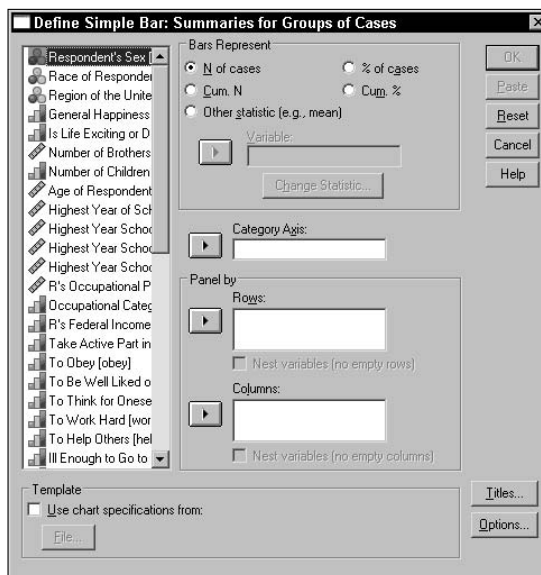 Define Simple Bar: Summaries for Groups of Cases
Respondent's Sex [
Race of Responder
Region of the Unite
General Happiness
Is Life Exciting or D
Number of Brothers
Number of Children
Age of Respondent
Highest Year of Sch
Highest Year Schoo
Highest Year Schoo
Highest Year Schoo
R's Occupational P
Occupational Categ
R's Federal Income
Take Active Part in
To Obey [obey]
To Be Well Liked o
To Think for Onese
To Work Hard [wor
To Help Others [hel
Ill Enough to Go to
Bars Represent
N of cases
% of cases
Cum. N
Cum. %
Other statistic (e.g., mean)
Variable:
Change Statistic...
Category Axis:
Panel by
Rows:
Nest variables (no empty rows)
Columns:
Nest variables (no empty columns)
OK
Paste
Reset
Cancel
Help
Template
Use chart specifications from:
File...
Titles...
Options...